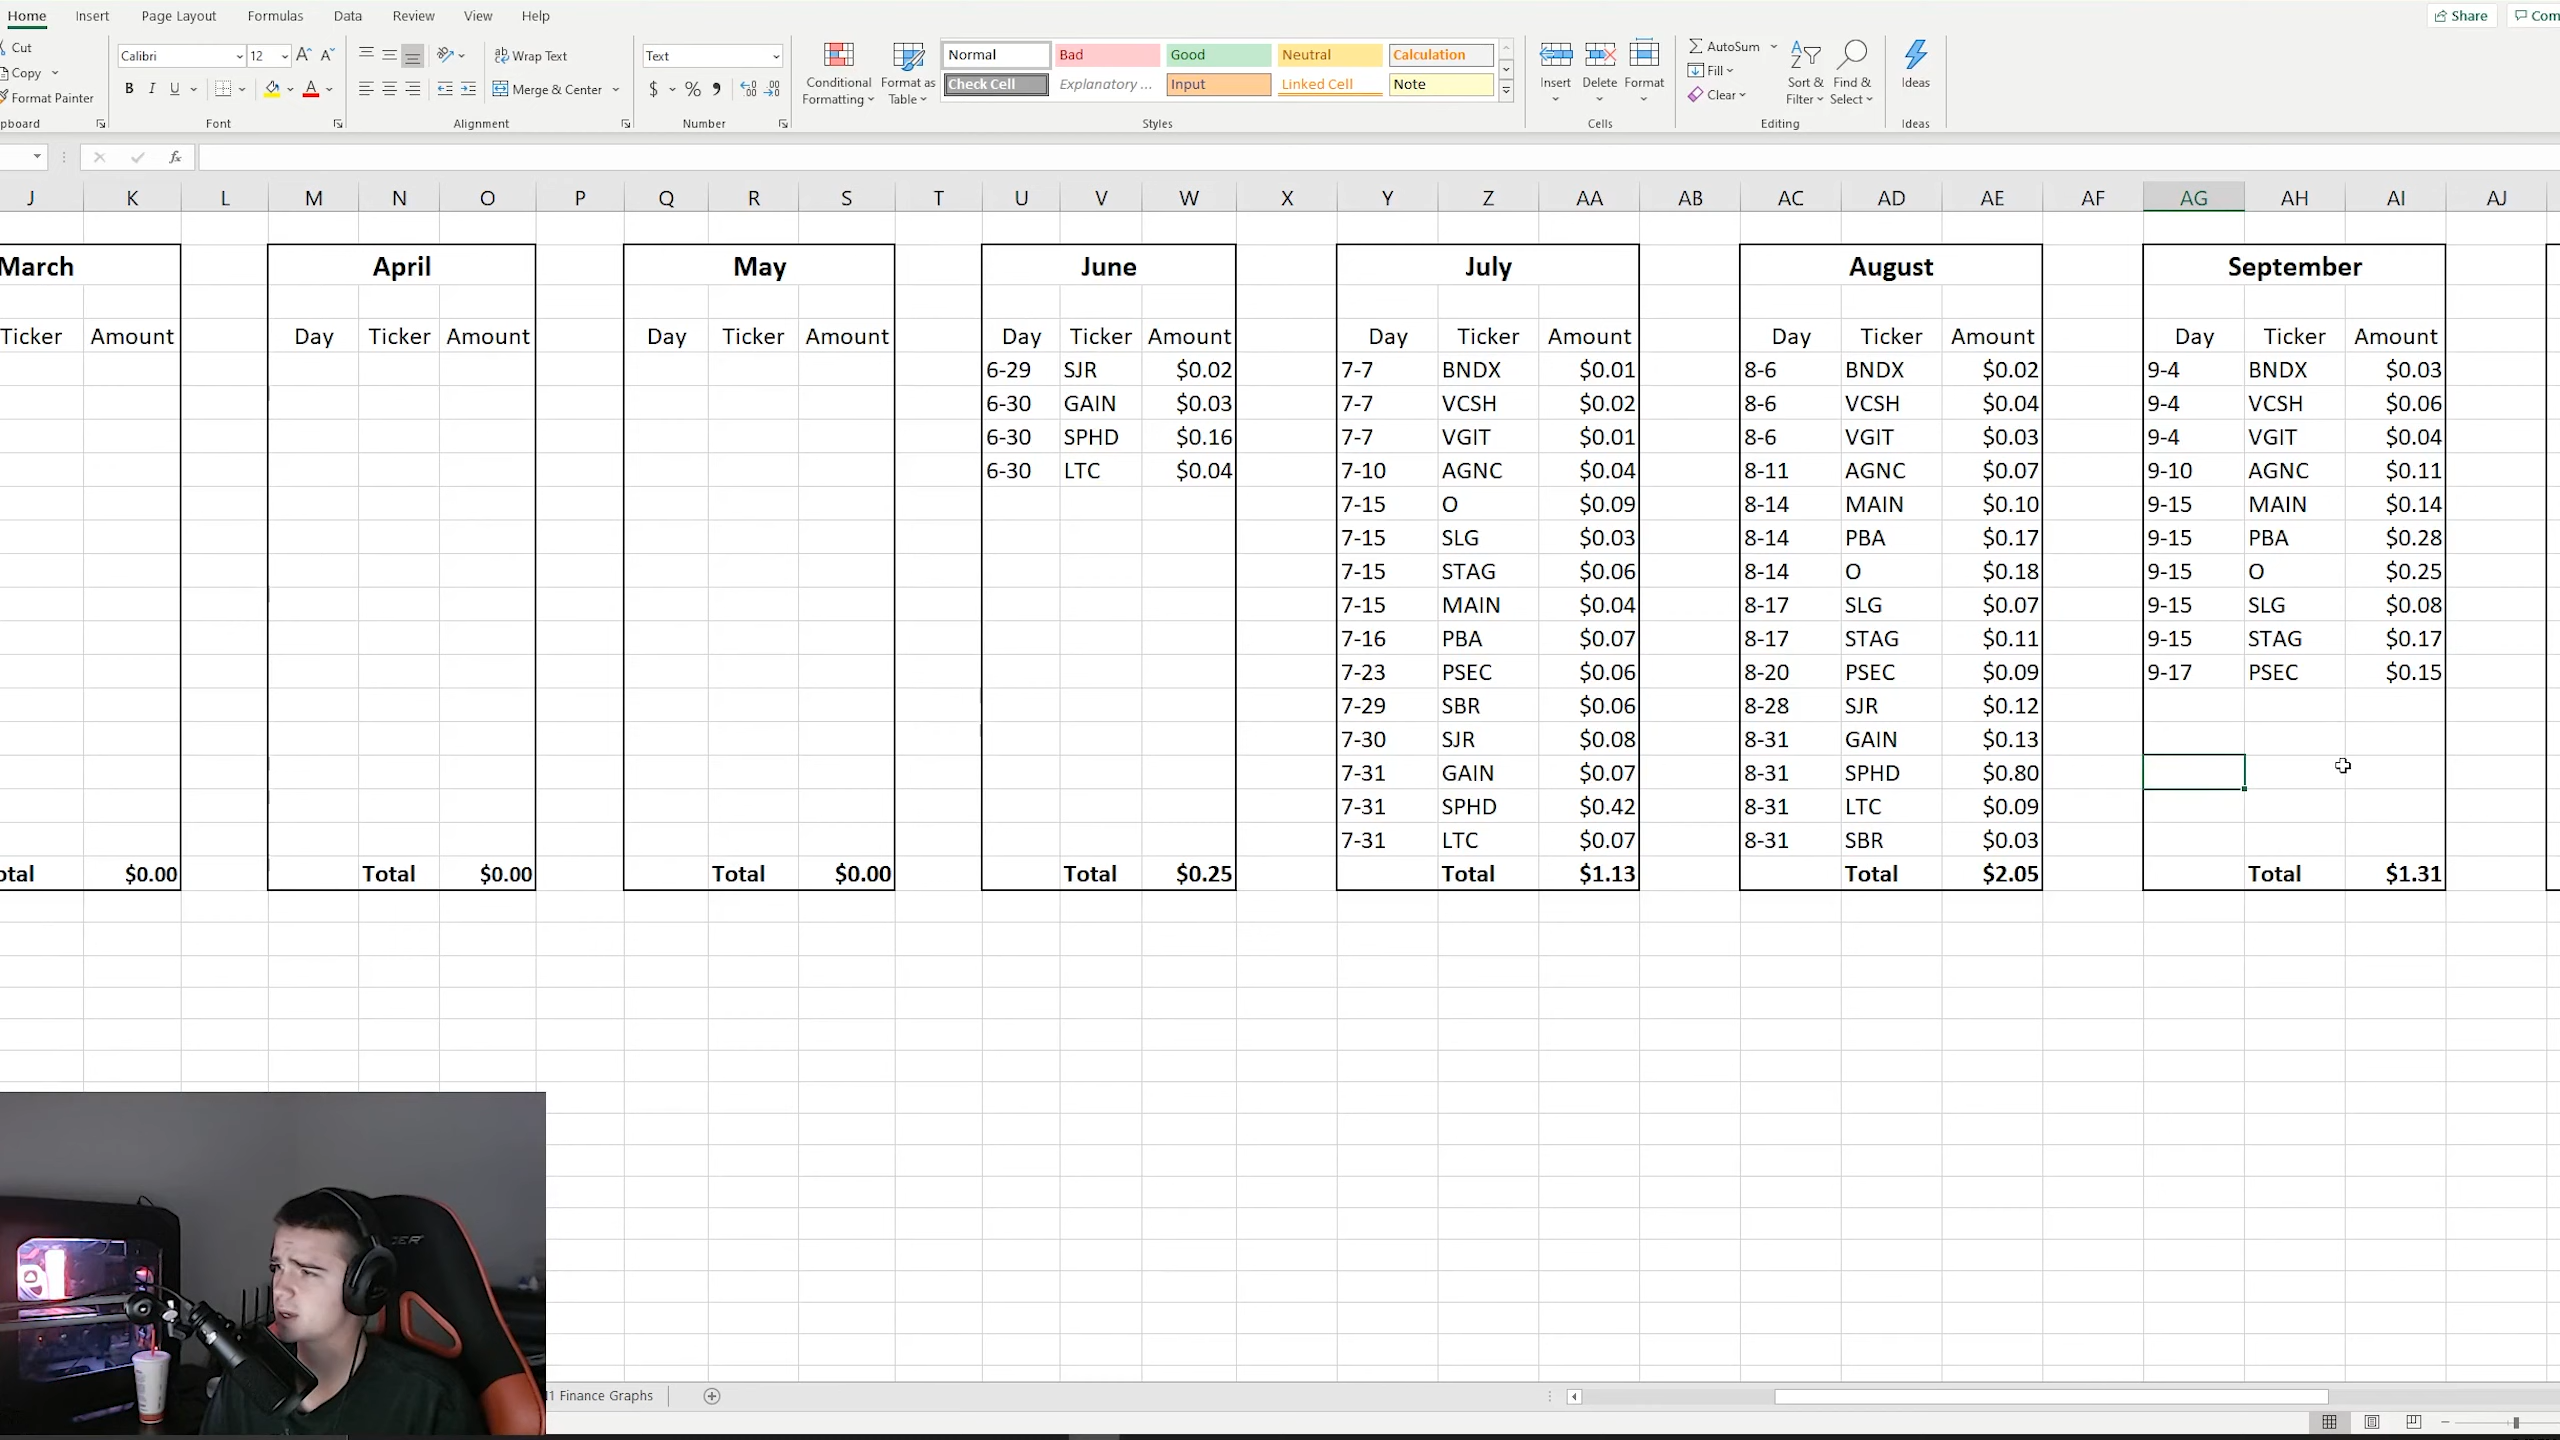 Home Insert Page Layout Formulas Data Review View Help Share Com
Cut Calibri 12 Wrap Text Text Normal Bad Good Neutral Calculation AutoSum
Copy Conditional Formatting Format as Table Insert Delete Format Fill Sort & Filter Find & Select Ideas
Format Painter B I U Merge & Center $ % Check Cell Explanatory ... Input Linked Cell Note Clear
pboard Font Alignment Number Styles Cells Editing Ideas
fx
J K L M N O P Q R S T U V W X Y Z AA AB AC AD AE AF AG AH AI AJ
March April May June July August September
Ticker Amount Day Ticker Amount Day Ticker Amount Day Ticker Amount Day Ticker Amount Day Ticker Amount Day Ticker Amount
6-29 SJR $0.02 7-7 BNDX $0.01 8-6 BNDX $0.02 9-4 BNDX $0.03
6-30 GAIN $0.03 7-7 VCSH $0.02 8-6 VCSH $0.04 9-4 VCSH $0.06
6-30 SPHD $0.16 7-7 VGIT $0.01 8-6 VGIT $0.03 9-4 VGIT $0.04
6-30 LTC $0.04 7-10 AGNC $0.04 8-11 AGNC $0.07 9-10 AGNC $0.11
7-15 O $0.09 8-14 MAIN $0.10 9-15 MAIN $0.14
7-15 SLG $0.03 8-14 PBA $0.17 9-15 PBA $0.28
7-15 STAG $0.06 8-14 O $0.18 9-15 O $0.25
7-15 MAIN $0.04 8-17 SLG $0.07 9-15 SLG $0.08
7-16 PBA $0.07 8-17 STAG $0.11 9-15 STAG $0.17
7-23 PSEC $0.06 8-20 PSEC $0.09 9-17 PSEC $0.15
7-29 SBR $0.06 8-28 SJR $0.12
7-30 SJR $0.08 8-31 GAIN $0.13
7-31 GAIN $0.07 8-31 SPHD $0.80
7-31 SPHD $0.42 8-31 LTC $0.09
7-31 LTC $0.07 8-31 SBR $0.03
otal $0.00 Total $0.00 Total $0.00 Total $0.25 Total $1.13 Total $2.05 Total $1.31
1 Finance Graphs